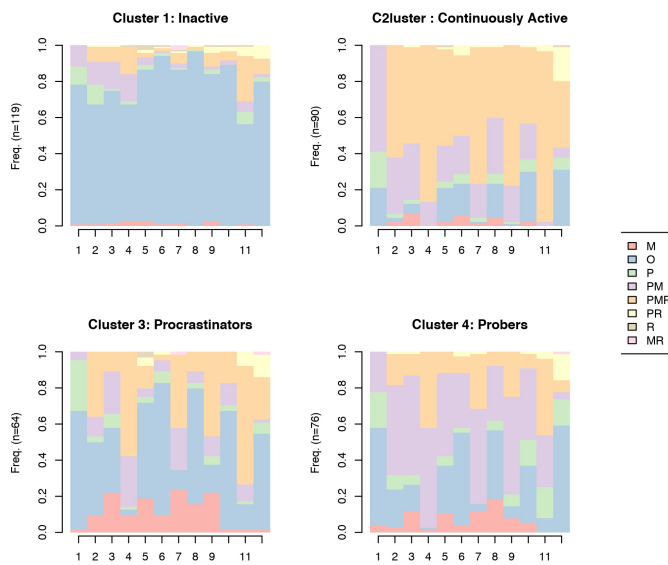 Cluster 1: Inactive
Freq. (n=119)
0.0 0.2 0.4 0.6 0.8 1.0
1 2 3 4 5 6 7 8 9 11
C2luster : Continuously Active
Freq. (n=90)
0.0 0.2 0.4 0.6 0.8 1.0
1 2 3 4 5 6 7 8 9 11
M
O
P
PM
PMR
PR
R
MR
Cluster 3: Procrastinators
Freq. (n=64)
0.0 0.2 0.4 0.6 0.8 1.0
1 2 3 4 5 6 7 8 9 11
Cluster 4: Probers
Freq. (n=76)
0.0 0.2 0.4 0.6 0.8 1.0
1 2 3 4 5 6 7 8 9 11